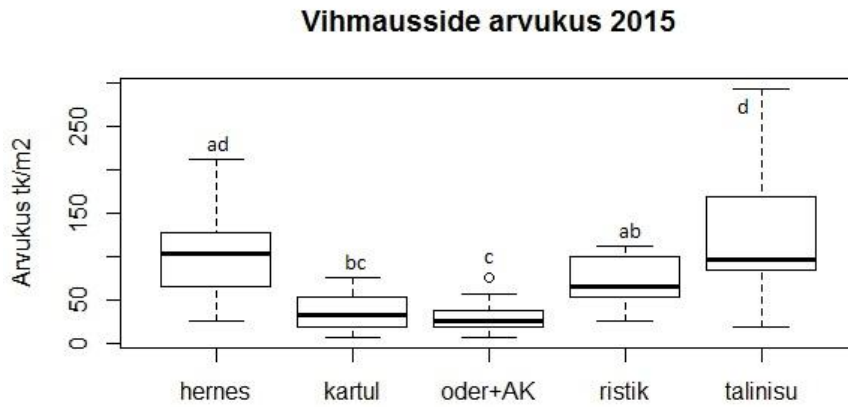 Vihmausside arvukus 2015
Arvukus tk/m2
250
150
50
0
ad
bc
c
ab
d
hernes kartul oder+AK ristik talinisu